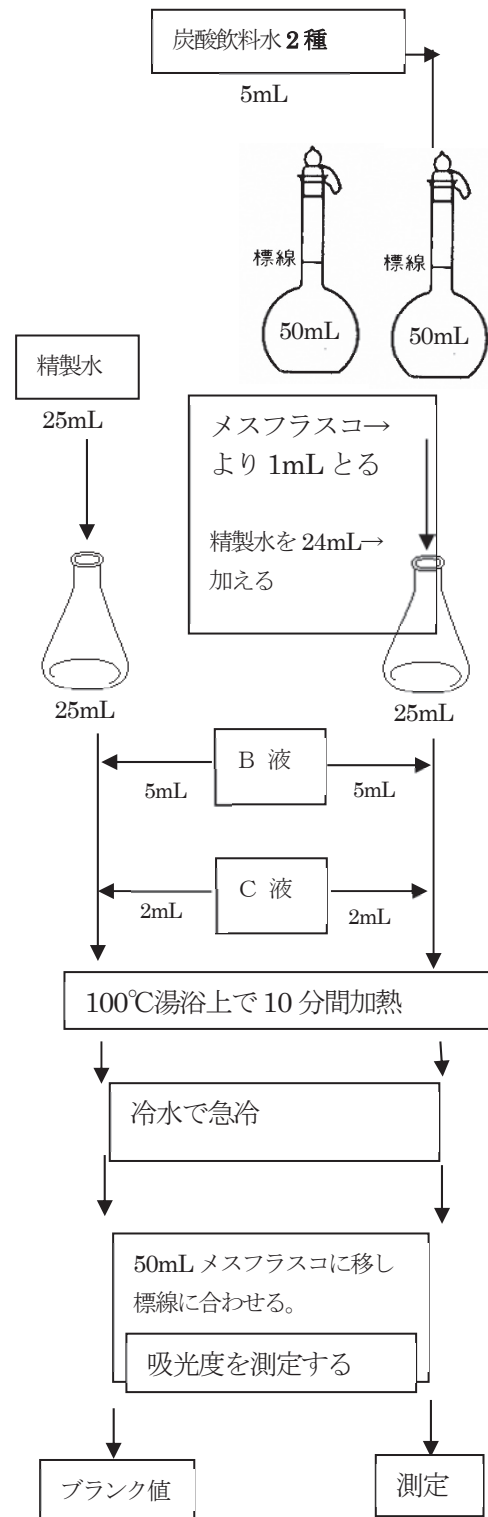 炭酸飲料水2種
5mL
標線
標線
50mL
50mL
精製水
25mL
メスフラスコ→
より 1mL とる
精製水を 24mL→
加える
25mL
25mL
B 液
5mL
5mL
C 液
2mL
2mL
100℃湯浴上で 10 分間加熱
冷水で急冷
50mL メスフラスコに移し
標線に合わせる。
吸光度を測定する
ブランク値
測定